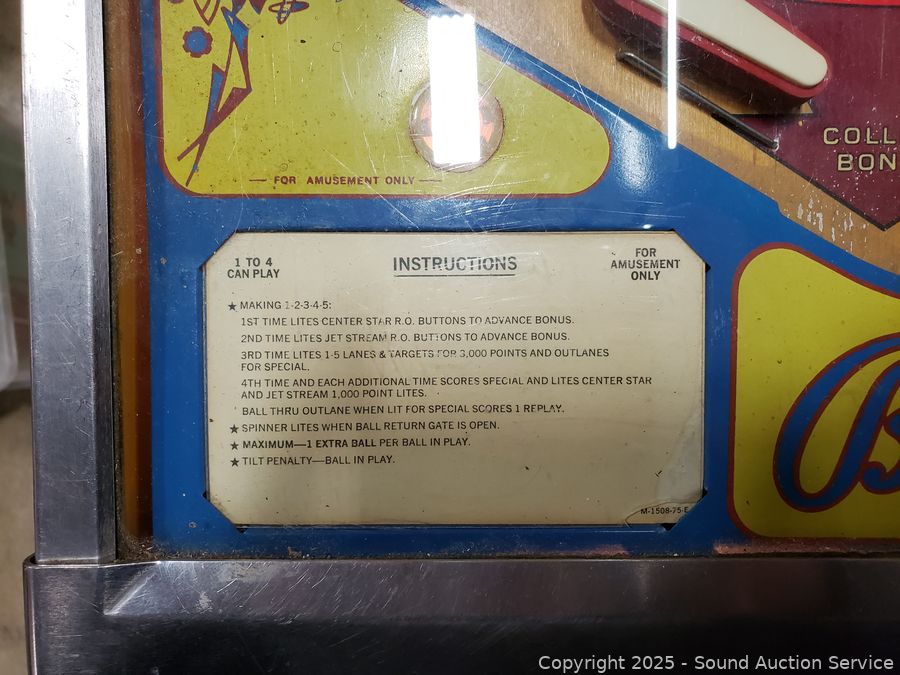 COLL
BON
— FOR AMUSEMENT ONLY —
1 TO 4
CAN PLAY
INSTRUCTIONS
FOR
AMUSEMENT
ONLY
★ MAKING 1-2-3-4-5:
1ST TIME LITES CENTER STAR R.O. BUTTONS TO ADVANCE BONUS.
2ND TIME LITES JET STREAM R.O. BUTTONS TO ADVANCE BONUS.
3RD TIME LITES 1-5 LANES & TARGETS FOR 3,000 POINTS AND OUTLANES
FOR SPECIAL.
4TH TIME AND EACH ADDITIONAL TIME SCORES SPECIAL AND LITES CENTER STAR
AND JET STREAM 1,000 POINT LITES.
BALL THRU OUTLANE WHEN LIT FOR SPECIAL SCORES 1 REPLAY.
★ SPINNER LITES WHEN BALL RETURN GATE IS OPEN.
★ MAXIMUM—1 EXTRA BALL PER BALL IN PLAY.
★ TILT PENALTY—BALL IN PLAY.
M-1508-75-E
Copyright © 2025 - Sound Auction Service